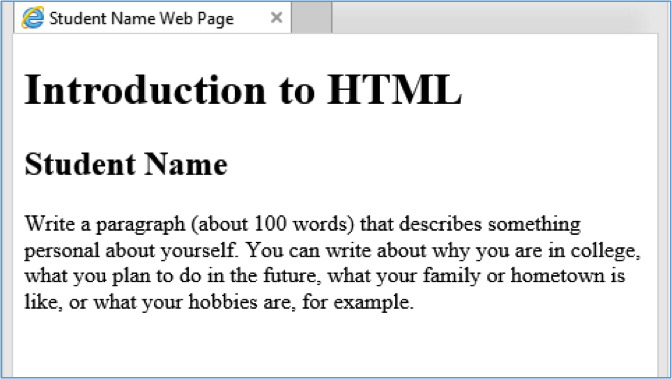 Student Name Web Page
Introduction to HTML
Student Name
Write a paragraph (about 100 words) that describes something
personal about yourself. You can write about why you are in college,
what you plan to do in the future, what your family or hometown is
like, or what your hobbies are, for example.